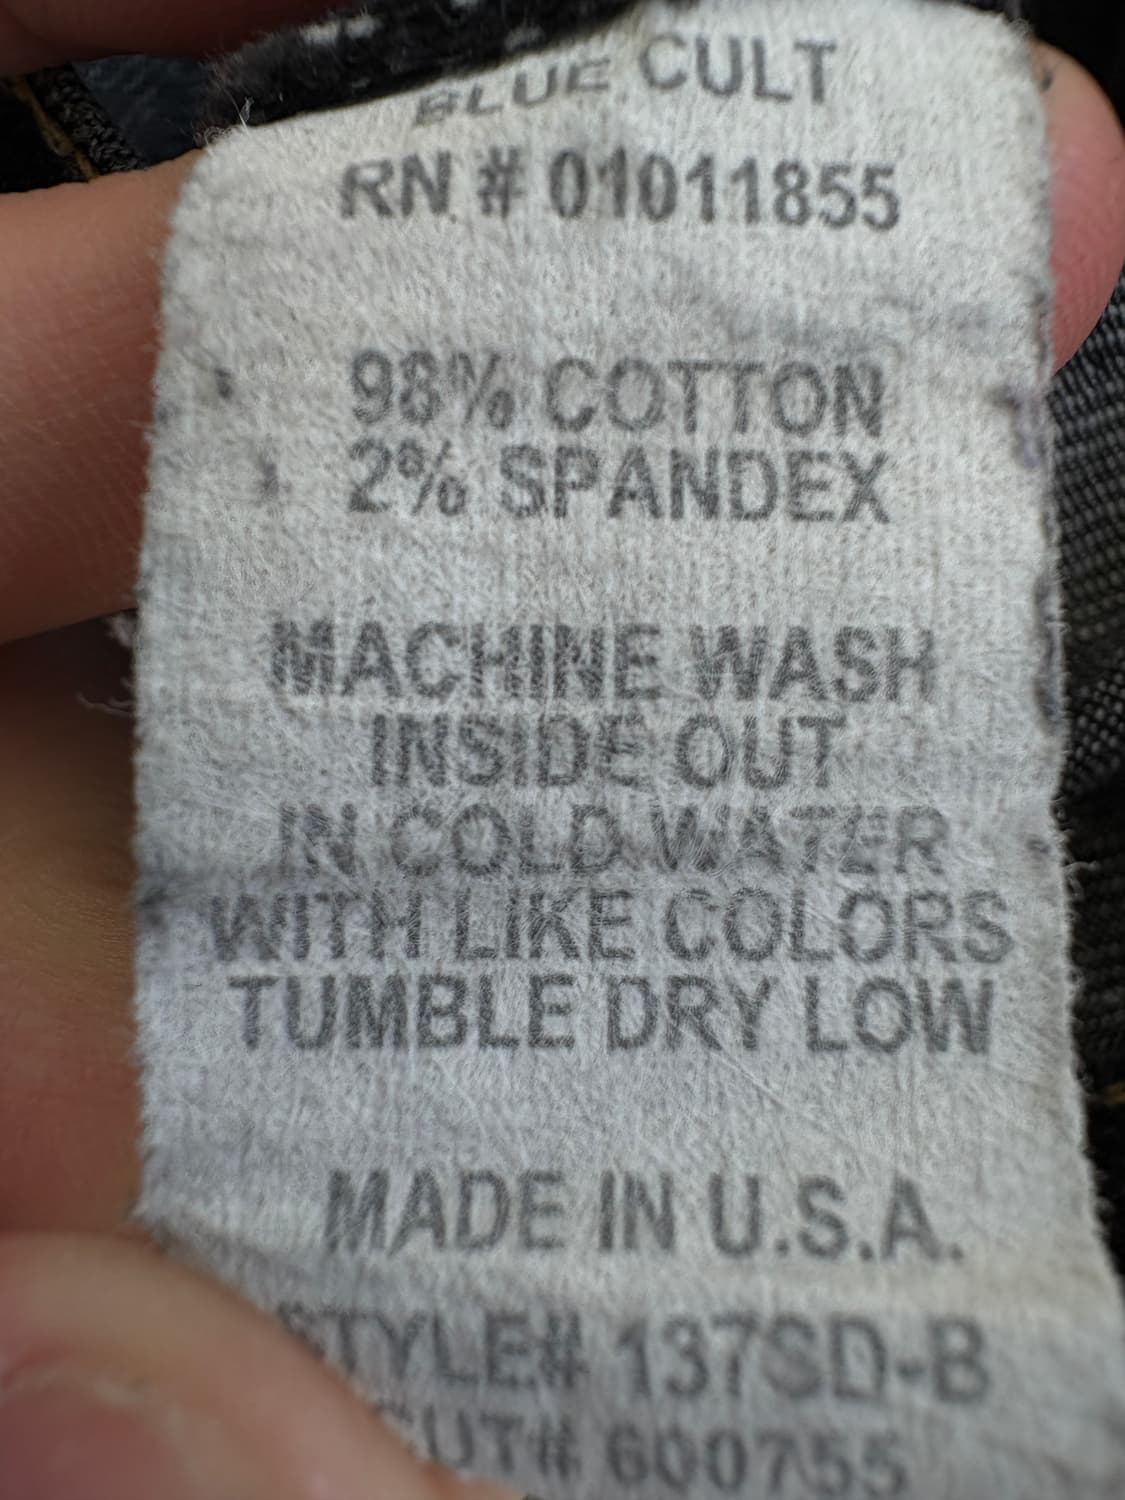 BLUE CULT
RN # 01011855
98% COTTON
2% SPANDEX
MACHINE WASH
INSIDE OUT
IN COLD WATER
WITH LIKE COLORS
TUMBLE DRY LOW
MADE IN U.S.A.
STYLE# 137SD-B
CUT# 600755